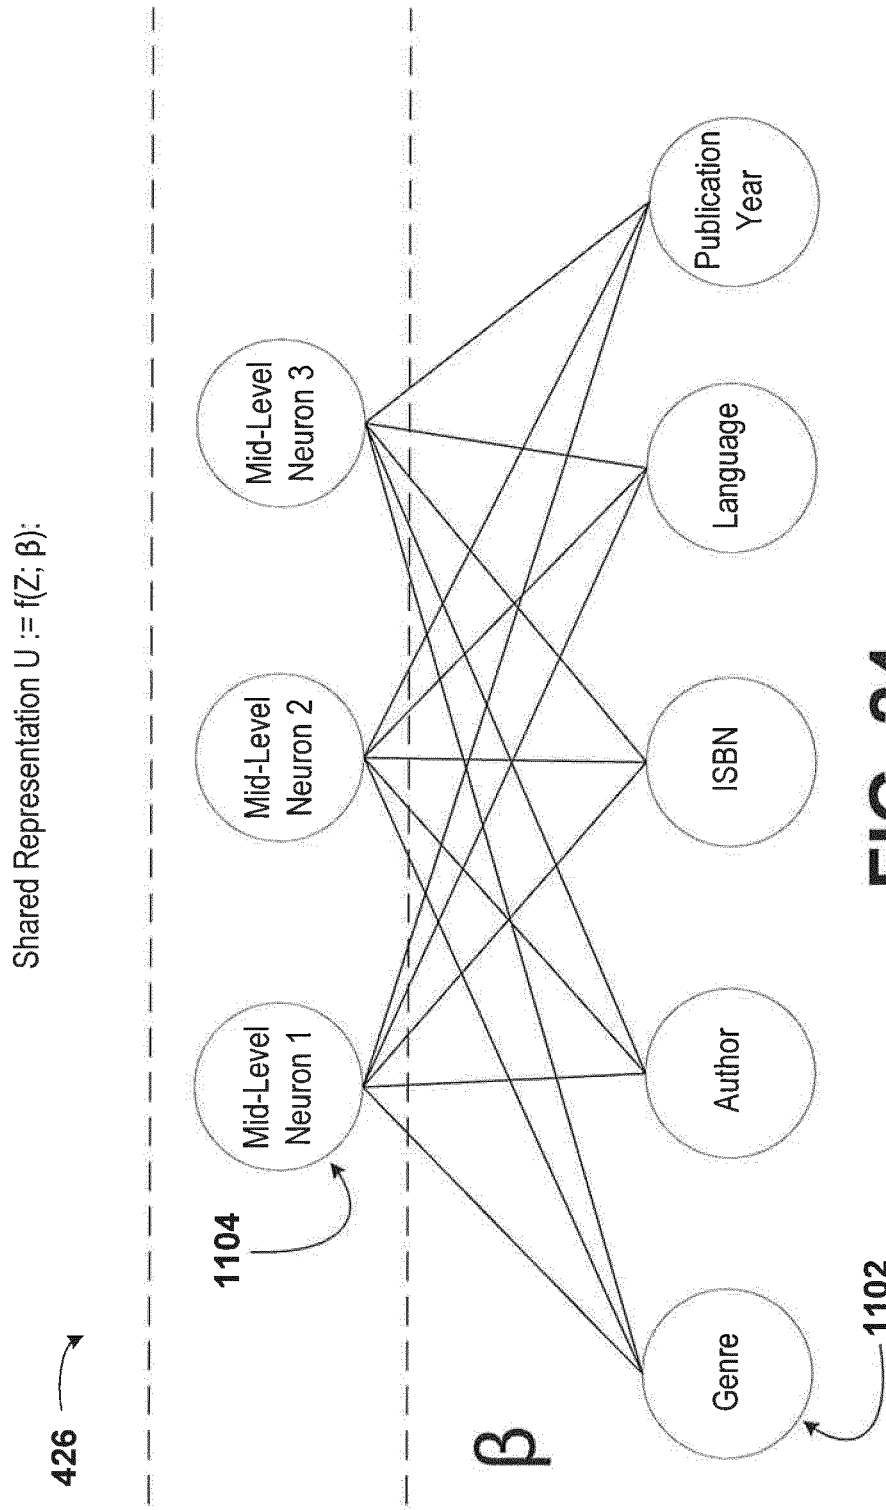 426
Shared Representation U := f(Z; β):
1104
Mid-Level
Neuron 1
Mid-Level
Neuron 2
Mid-Level
Neuron 3
β
Genre
Author
ISBN
Language
Publication
Year
1102